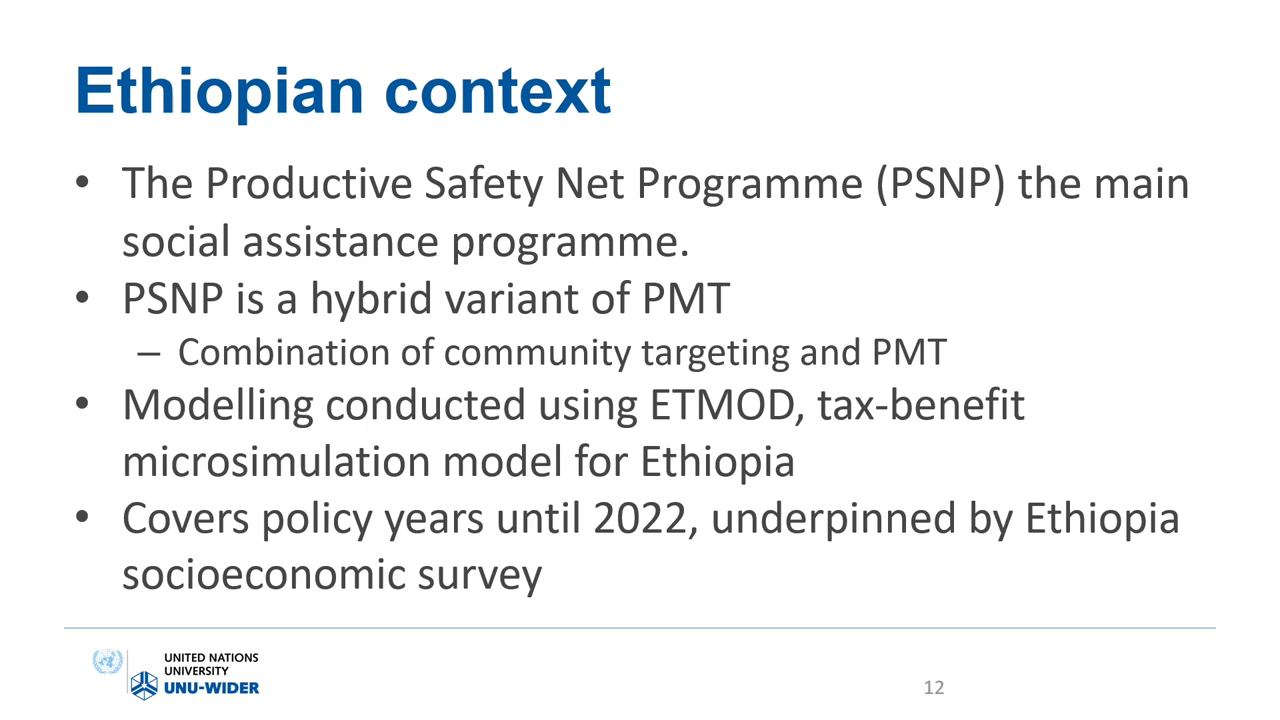 Ethiopian context
• The Productive Safety Net Programme (PSNP) the main
social assistance programme.
• PSNP is a hybrid variant of PMT
– Combination of community targeting and PMT
• Modelling conducted using ETMOD, tax-benefit
microsimulation model for Ethiopia
• Covers policy years until 2022, underpinned by Ethiopia
socioeconomic survey
UNITED NATIONS
UNIVERSITY
UNU-WIDER
12